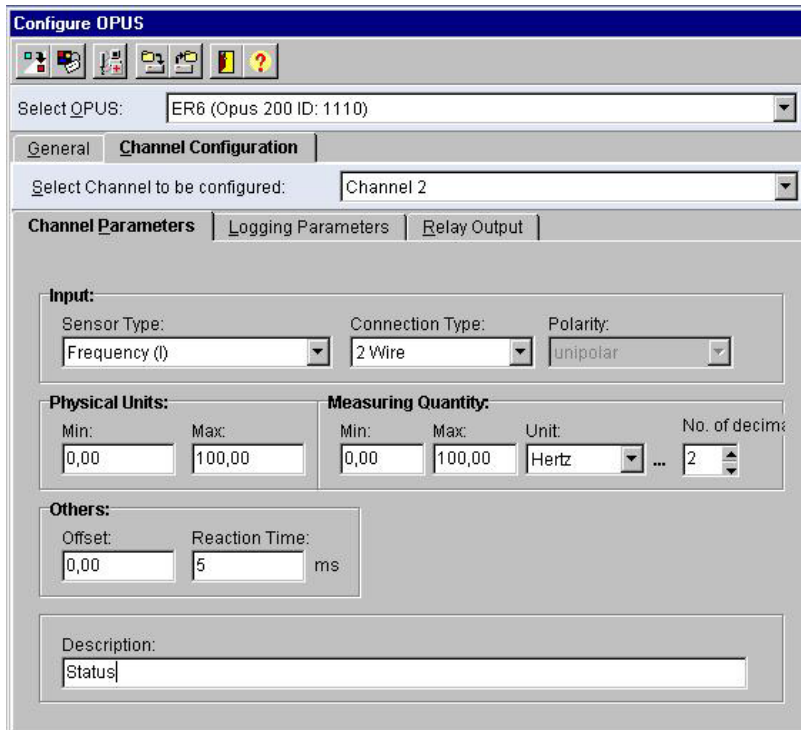 Configure OPUS
?
Select OPUS: ER6 (Opus 200 ID: 1110)
General Channel Configuration
Select Channel to be configured: Channel 2
Channel Parameters Logging Parameters Relay Output
Input:
Sensor Type: Connection Type: Polarity:
Frequency (I) 2 Wire unipolar
Physical Units: Measuring Quantity:
Min: Max: Min: Max: Unit: No. of decima
0,00 100,00 0,00 100,00 Hertz ... 2
Others:
Offset: Reaction Time:
0,00 5 ms
Description:
Status